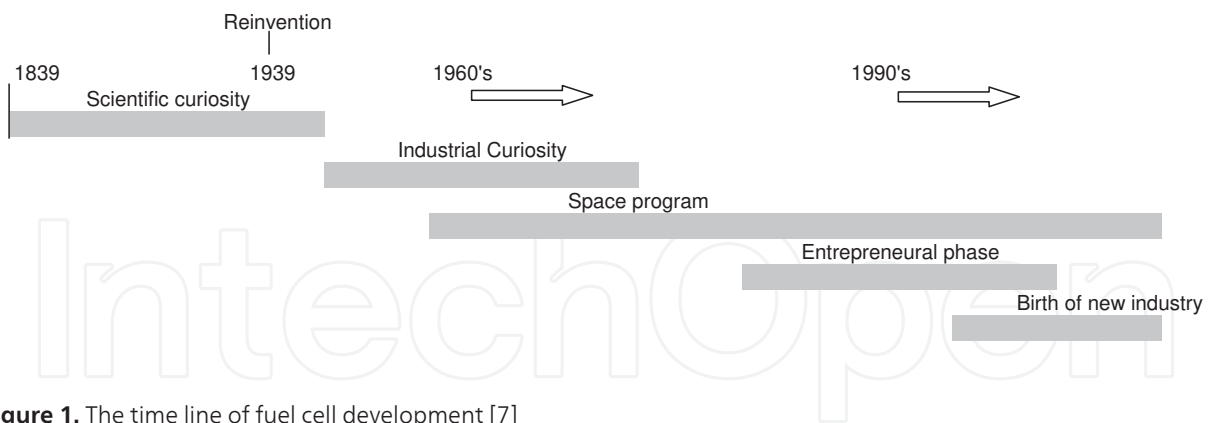 Reinvention
1839 1939 1960's 1990's
Scientific curiosity
Industrial Curiosity
Space program
Entrepreneural phase
Birth of new industry
IntechOpen
gure 1. The time line of fuel cell development [7]